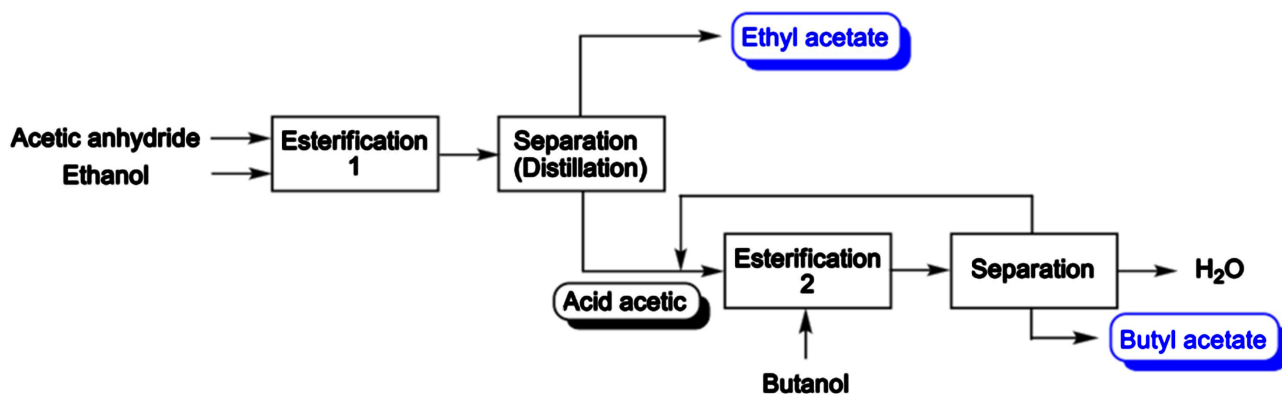 Ethyl acetate
Acetic anhydride
Ethanol
Esterification
1
Separation
(Distillation)
Acid acetic
Esterification
2
Butanol
Separation
H₂O
Butyl acetate